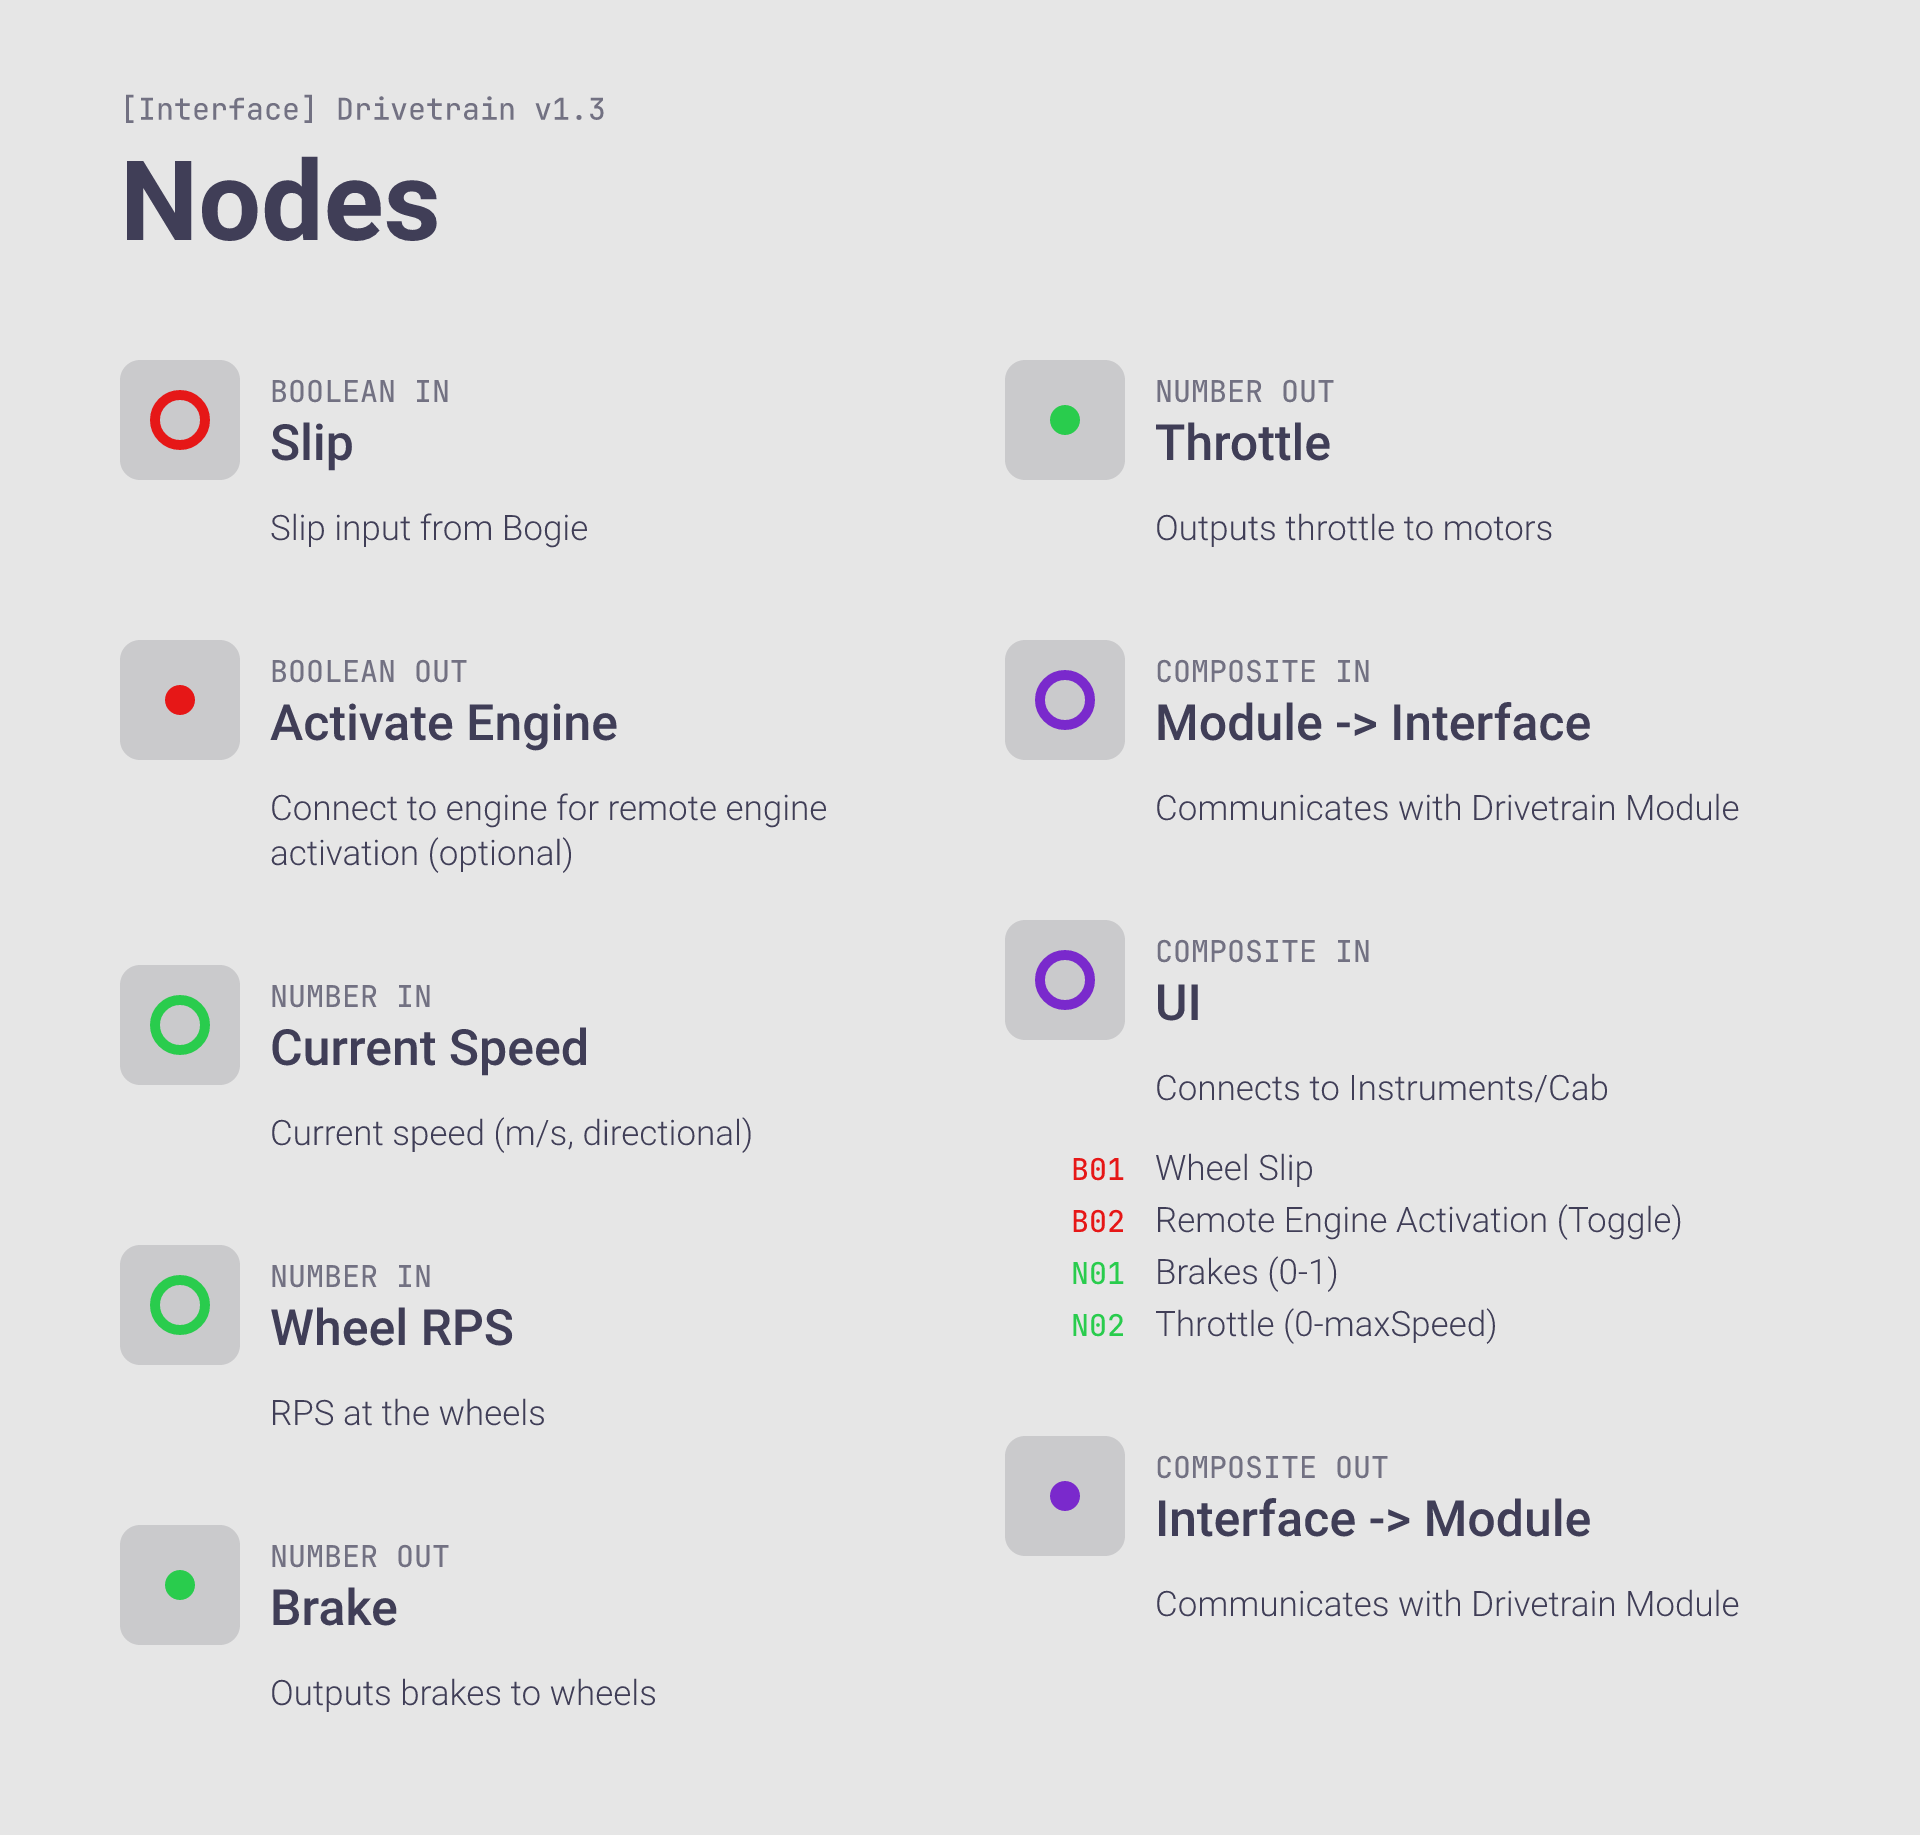 [Interface] Drivetrain v1.3
Nodes
BOOLEAN IN
Slip
Slip input from Bogie
BOOLEAN OUT
Activate Engine
Connect to engine for remote engine
activation (optional)
NUMBER IN
Current Speed
Current speed (m/s, directional)
NUMBER IN
Wheel RPS
RPS at the wheels
NUMBER OUT
Brake
Outputs brakes to wheels
NUMBER OUT
Throttle
Outputs throttle to motors
COMPOSITE IN
Module -> Interface
Communicates with Drivetrain Module
COMPOSITE IN
UI
Connects to Instruments/Cab
B01 Wheel Slip
B02 Remote Engine Activation (Toggle)
N01 Brakes (0-1)
N02 Throttle (0-maxSpeed)
COMPOSITE OUT
Interface -> Module
Communicates with Drivetrain Module